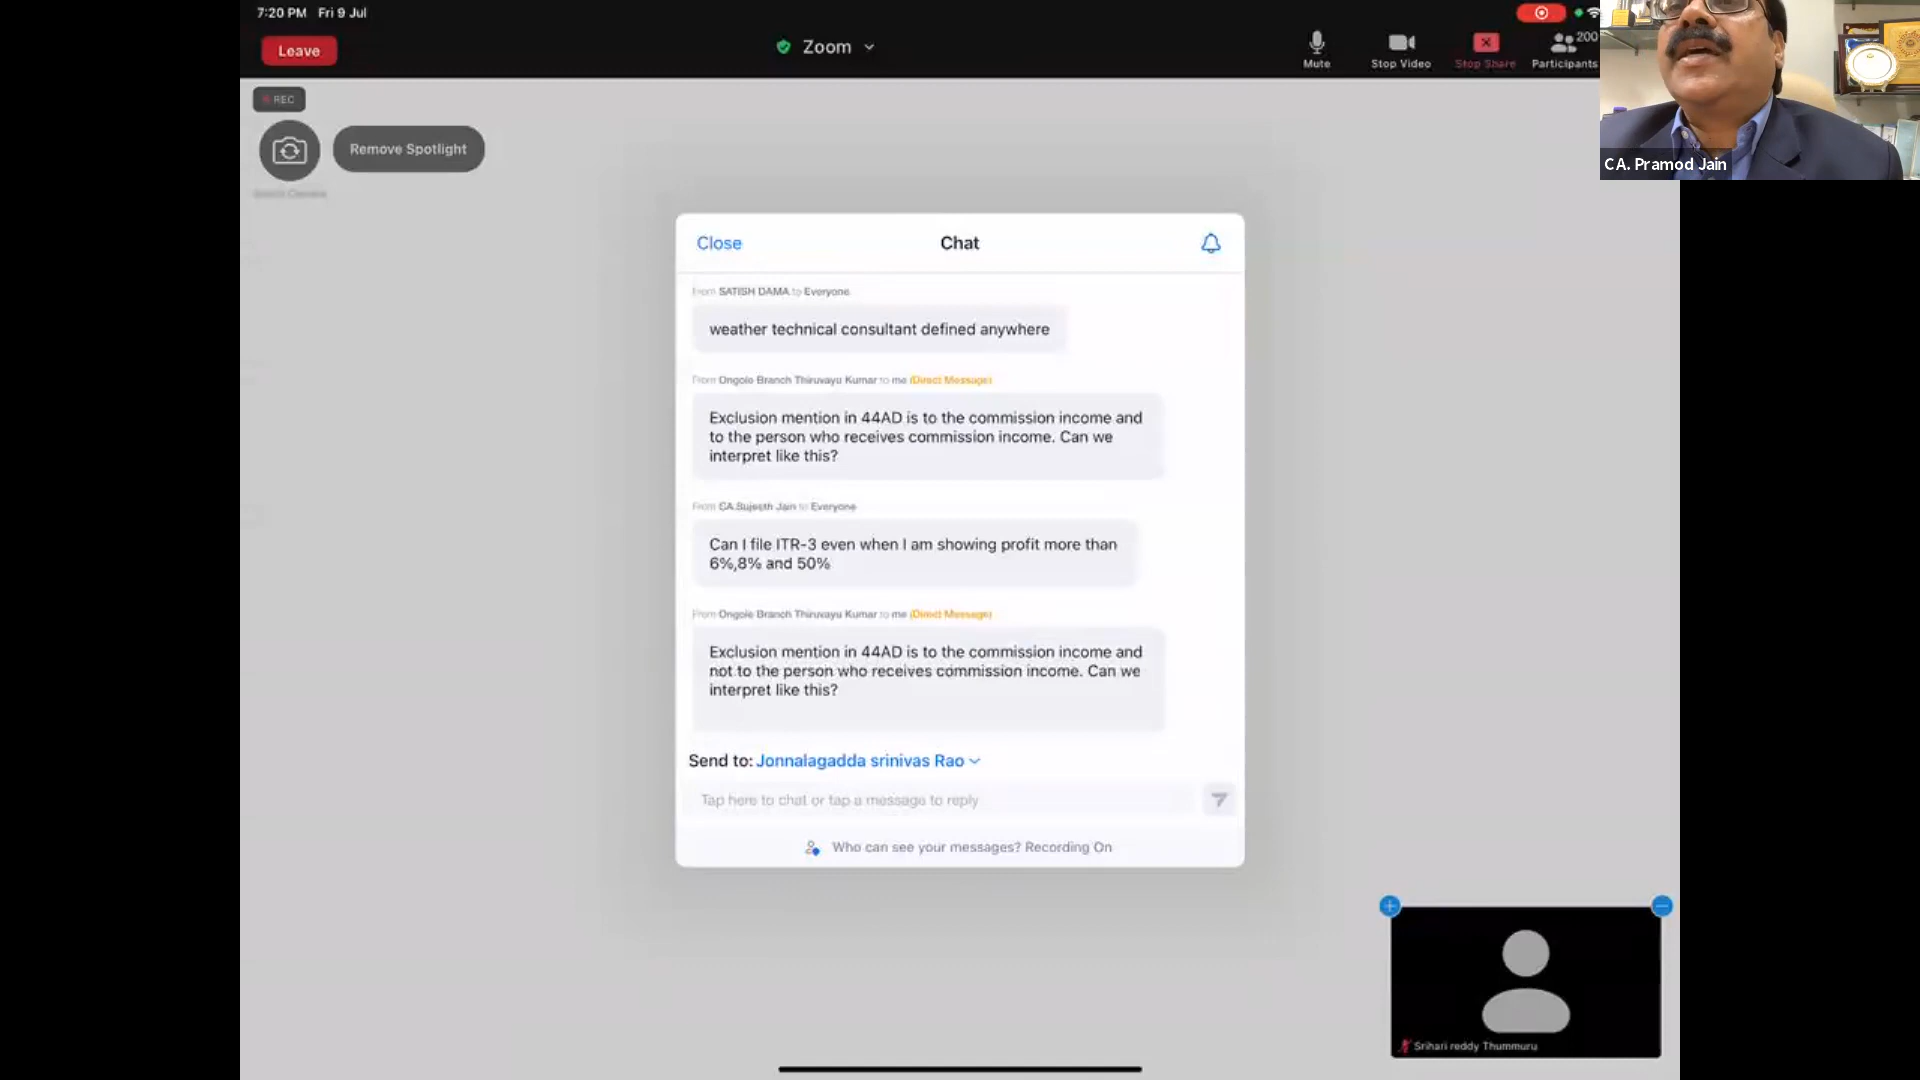 7:20 PM Fri 9 Jul
Leave
Zoom
Mute
Stop Video
Stop Share
200
Participants
CA. Pramod Jain
REC
Remove Spotlight
Close
Chat
From SATISH DAMA to Everyone
weather technical consultant defined anywhere
From Ongole Branch Thiruvayu Kumar to me (Direct Message)
Exclusion mention in 44AD is to the commission income and
to the person who receives commission income. Can we
interpret like this?
From CA.Sujeeth Jain to Everyone
Can I file ITR-3 even when I am showing profit more than
6%,8% and 50%
From Ongole Branch Thiruvayu Kumar to me (Direct Message)
Exclusion mention in 44AD is to the commission income and
not to the person who receives commission income. Can we
interpret like this?
Send to: Jonnalagadda srinivas Rao
Tap here to chat or tap a message to reply
Who can see your messages? Recording On
Srihari reddy Thummuru